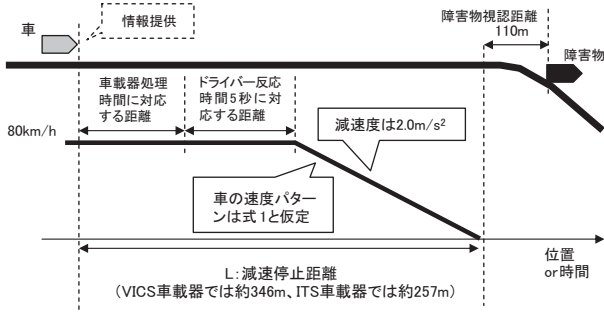 車
情報提供
障害物視認距離
110m
障害物
車載器処理
時間に対応
する距離
ドライバー反応
時間5秒に対
応する距離
80km/h
減速度は2.0m/s²
車の速度パター
ンは式1と仮定
位置
or時間
L:減速停止距離
(VICS車載器では約346m、ITS車載器では約257m)